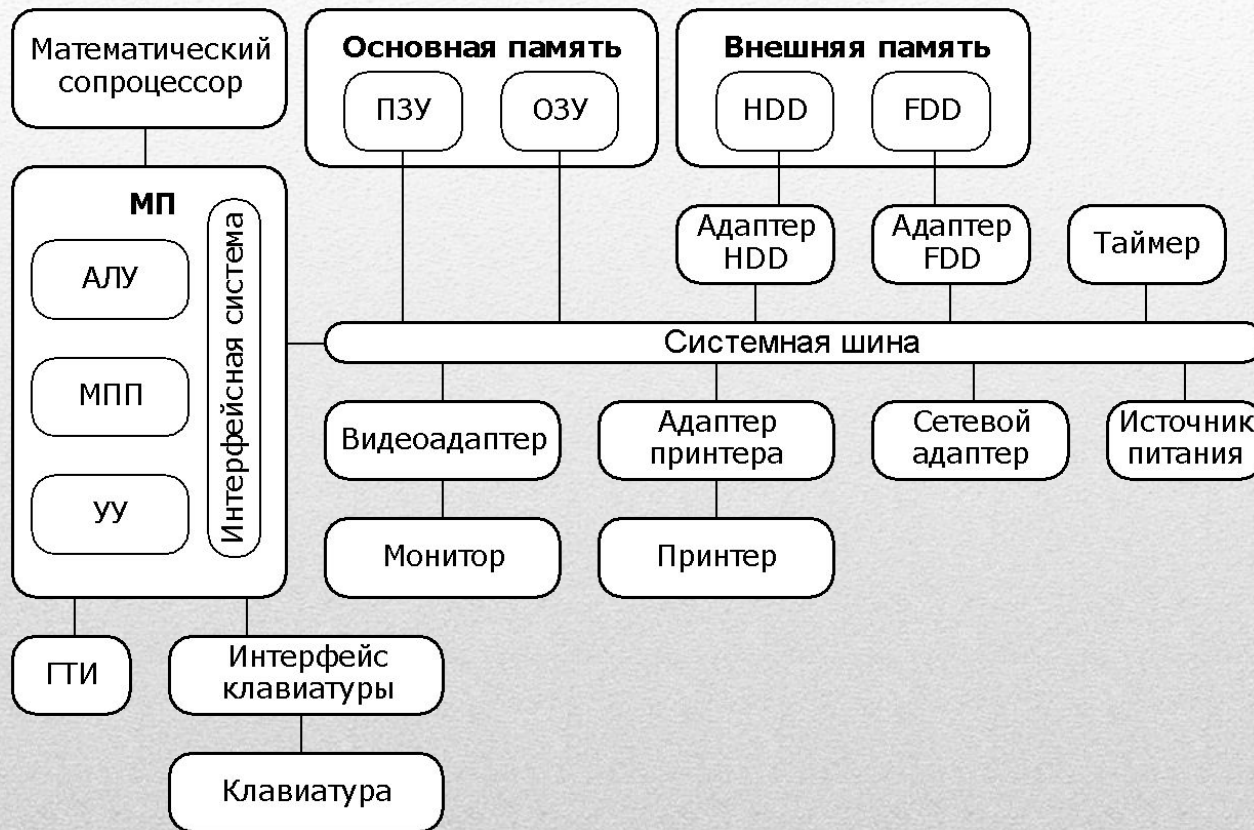 Математический
сопроцессор
Основная память
ПЗУ
ОЗУ
Внешняя память
HDD
FDD
МП
АЛУ
МПП
УУ
Интерфейсная система
Адаптер
HDD
Адаптер
FDD
Таймер
Системная шина
Видеоадаптер
Адаптер
принтера
Сетевой
адаптер
Источник
питания
Монитор
Принтер
ГТИ
Интерфейс
клавиатуры
Клавиатура